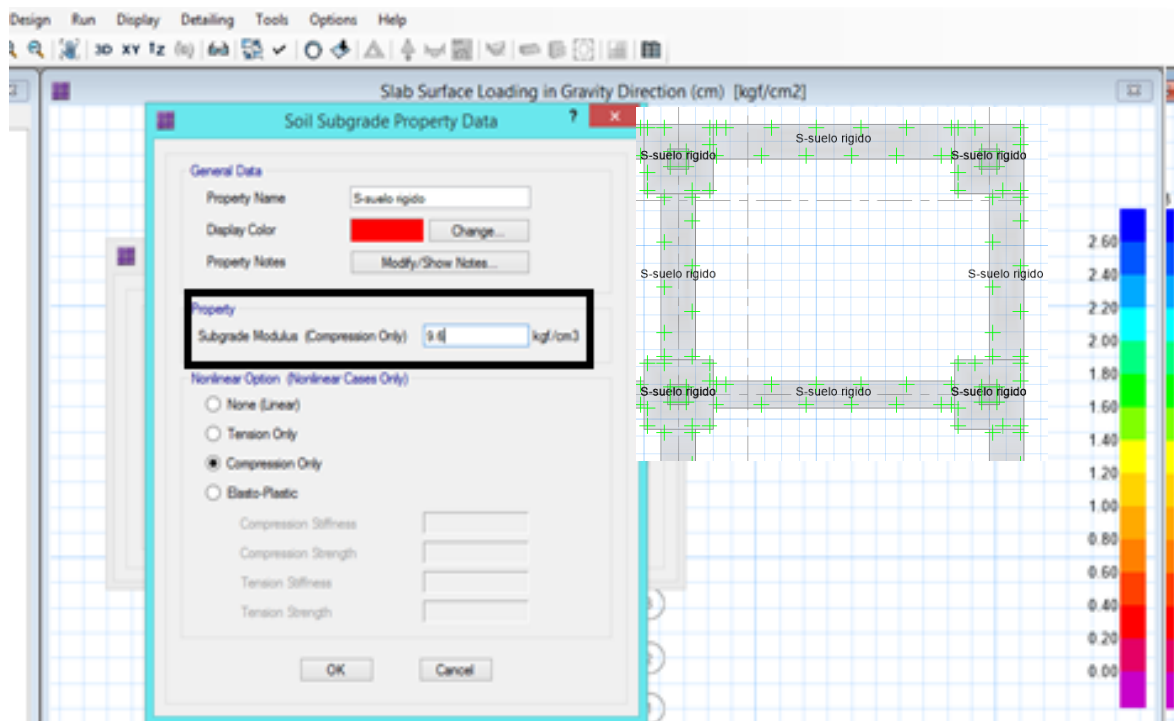 Design Run Display Detailing Tools Options Help
3D XY
Slab Surface Loading in Gravity Direction (cm) [kgf/cm2]
Soil Subgrade Property Data
?
General Data
Property Name S-suelo rigido
Display Color Change...
Property Notes Modify/Show Notes...
Property
Subgrade Modulus (Compression Only) 9.6 kgf/cm3
Nonlinear Option (Nonlinear Cases Only)
None (Linear)
Tension Only
Compression Only
Elasto-Plastic
Compression Stiffness
Compression Strength
Tension Stiffness
Tension Strength
OK Cancel
S-suelo rigido
S-suelo rigido S-suelo rigido
S-suelo rigido S-suelo rigido
S-suelo rigido S-suelo rigido S-suelo rigido
2.60
2.40
2.20
2.00
1.80
1.60
1.40
1.20
1.00
0.80
0.60
0.40
0.20
0.00